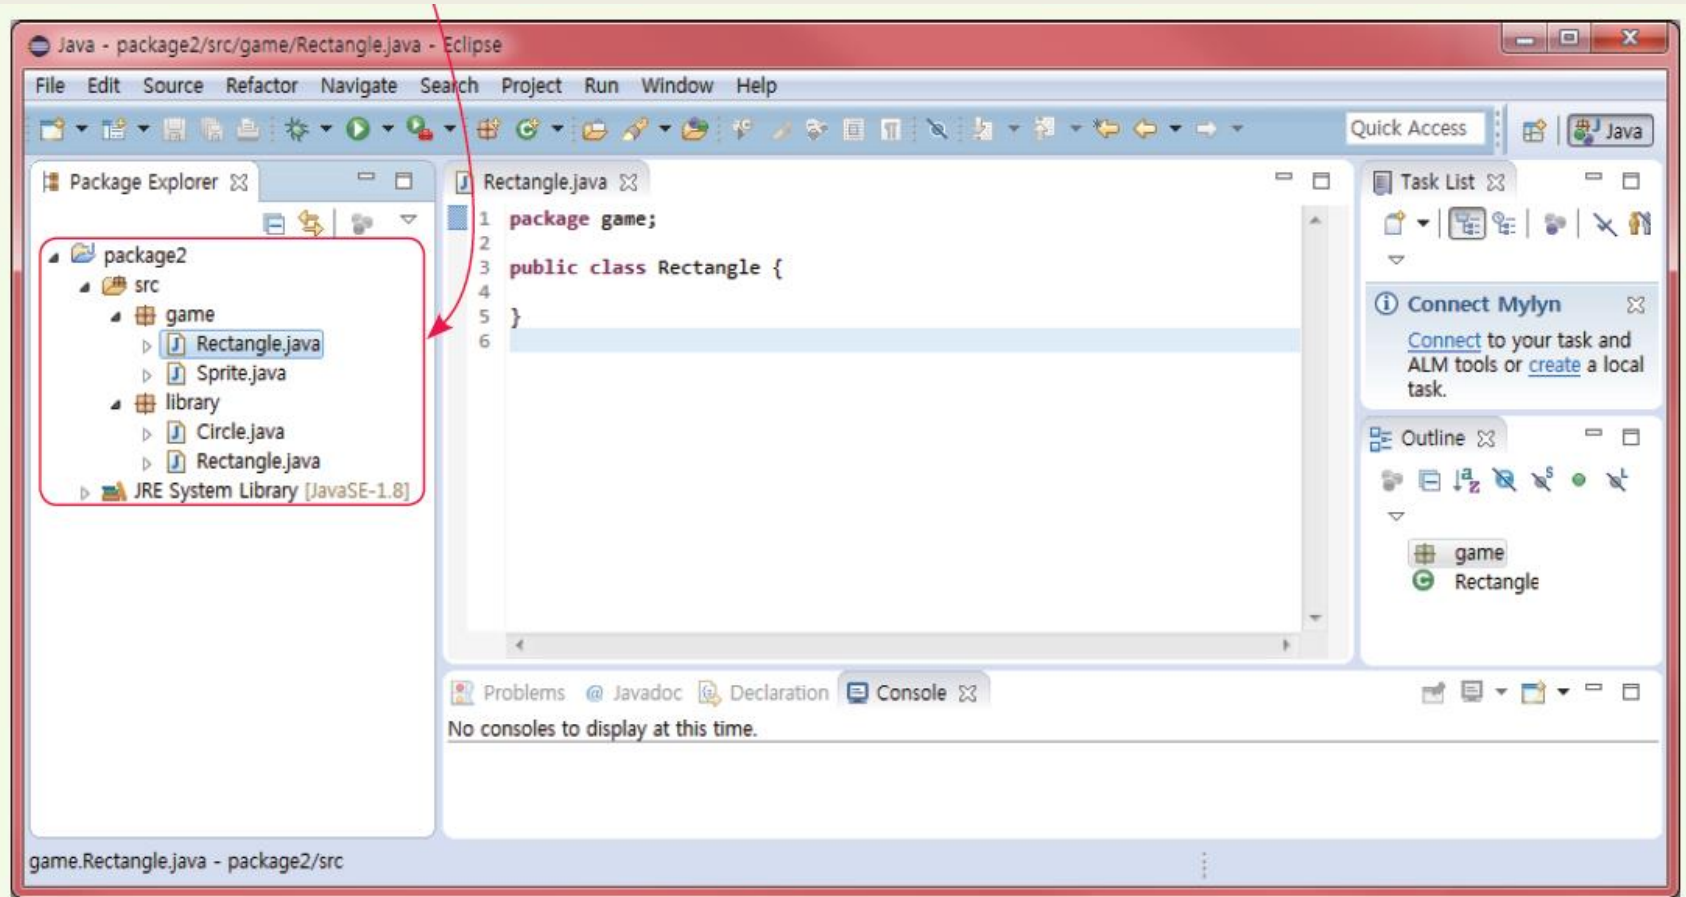 Java - package2/src/game/Rectangle.java - Eclipse
File Edit Source Refactor Navigate Search Project Run Window Help
Quick Access
Java
Package Explorer
package2
src
game
Rectangle.java
Sprite.java
library
Circle.java
Rectangle.java
JRE System Library [JavaSE-1.8]
Rectangle.java
1 package game;
2
3 public class Rectangle {
4
5 }
6
Task List
Connect Mylyn
Connect to your task and
ALM tools or create a local
task.
Outline
game
Rectangle
Problems @ Javadoc Declaration Console
No consoles to display at this time.
game.Rectangle.java - package2/src